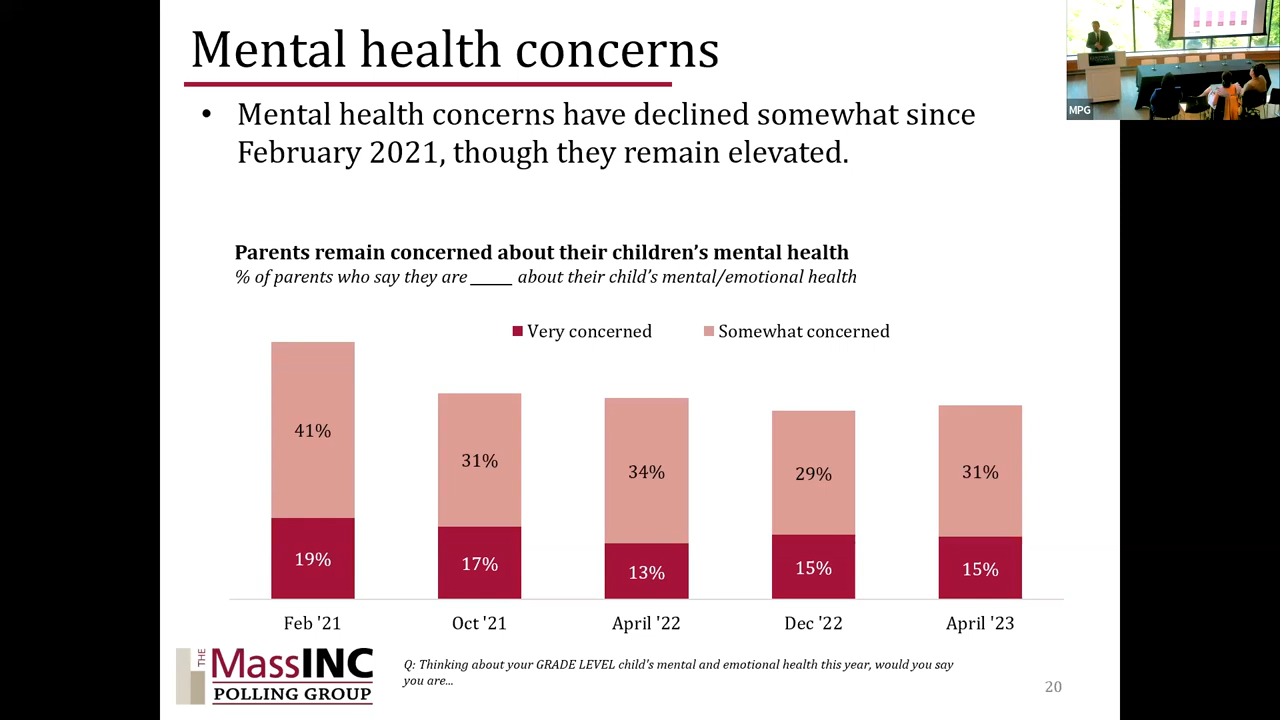 Mental health concerns
• Mental health concerns have declined somewhat since
February 2021, though they remain elevated.
Parents remain concerned about their children’s mental health
% of parents who say they are _____ about their child’s mental/emotional health
Very concerned
Somewhat concerned
41%
31%
34%
29%
31%
19%
17%
13%
15%
15%
Feb '21
Oct '21
April '22
Dec '22
April '23
THE
MassINC
POLLING GROUP
Q: Thinking about your GRADE LEVEL child’s mental and emotional health this year, would you say
you are...
20
MPG